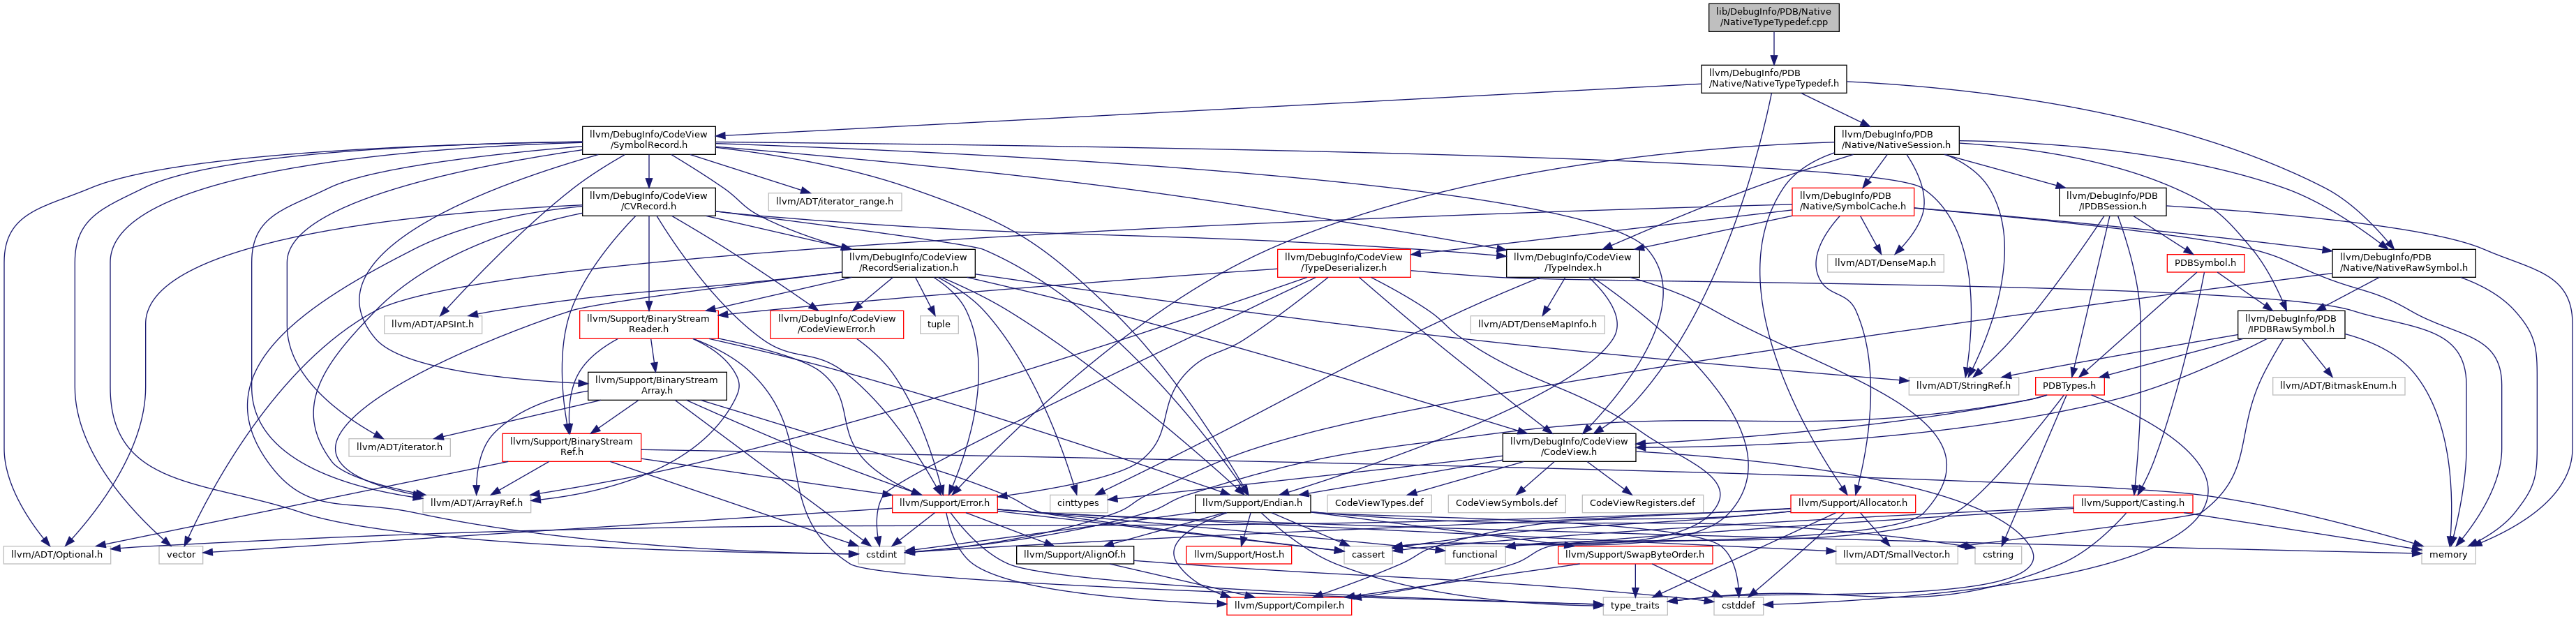 lib/DebugInfo/PDB/Native
/NativeTypeTypedef.cpp
llvm/DebugInfo/PDB
/Native/NativeTypeTypedef.h
llvm/DebugInfo/CodeView
/SymbolRecord.h
llvm/DebugInfo/PDB
/Native/NativeSession.h
llvm/DebugInfo/CodeView
/CVRecord.h
llvm/ADT/iterator_range.h
llvm/DebugInfo/PDB
/Native/SymbolCache.h
llvm/DebugInfo/PDB
/IPDBSession.h
llvm/DebugInfo/CodeView
/RecordSerialization.h
llvm/DebugInfo/CodeView
/TypeDeserializer.h
llvm/DebugInfo/CodeView
/TypeIndex.h
llvm/ADT/DenseMap.h
PDBSymbol.h
llvm/DebugInfo/PDB
/Native/NativeRawSymbol.h
llvm/ADT/APSInt.h
llvm/Support/BinaryStream
Reader.h
llvm/DebugInfo/CodeView
/CodeViewError.h
tuple
llvm/ADT/DenseMapInfo.h
llvm/DebugInfo/PDB
/IPDBRawSymbol.h
llvm/Support/BinaryStream
Array.h
llvm/ADT/StringRef.h
PDBTypes.h
llvm/ADT/BitmaskEnum.h
llvm/ADT/iterator.h
llvm/Support/BinaryStream
Ref.h
llvm/DebugInfo/CodeView
/CodeView.h
llvm/ADT/ArrayRef.h
llvm/Support/Error.h
cinttypes
llvm/Support/Endian.h
CodeViewTypes.def
CodeViewSymbols.def
CodeViewRegisters.def
llvm/Support/Allocator.h
llvm/Support/Casting.h
llvm/ADT/Optional.h
vector
cstdint
llvm/Support/AlignOf.h
llvm/Support/Host.h
cassert
functional
llvm/Support/SwapByteOrder.h
llvm/ADT/SmallVector.h
cstring
memory
llvm/Support/Compiler.h
type_traits
cstddef